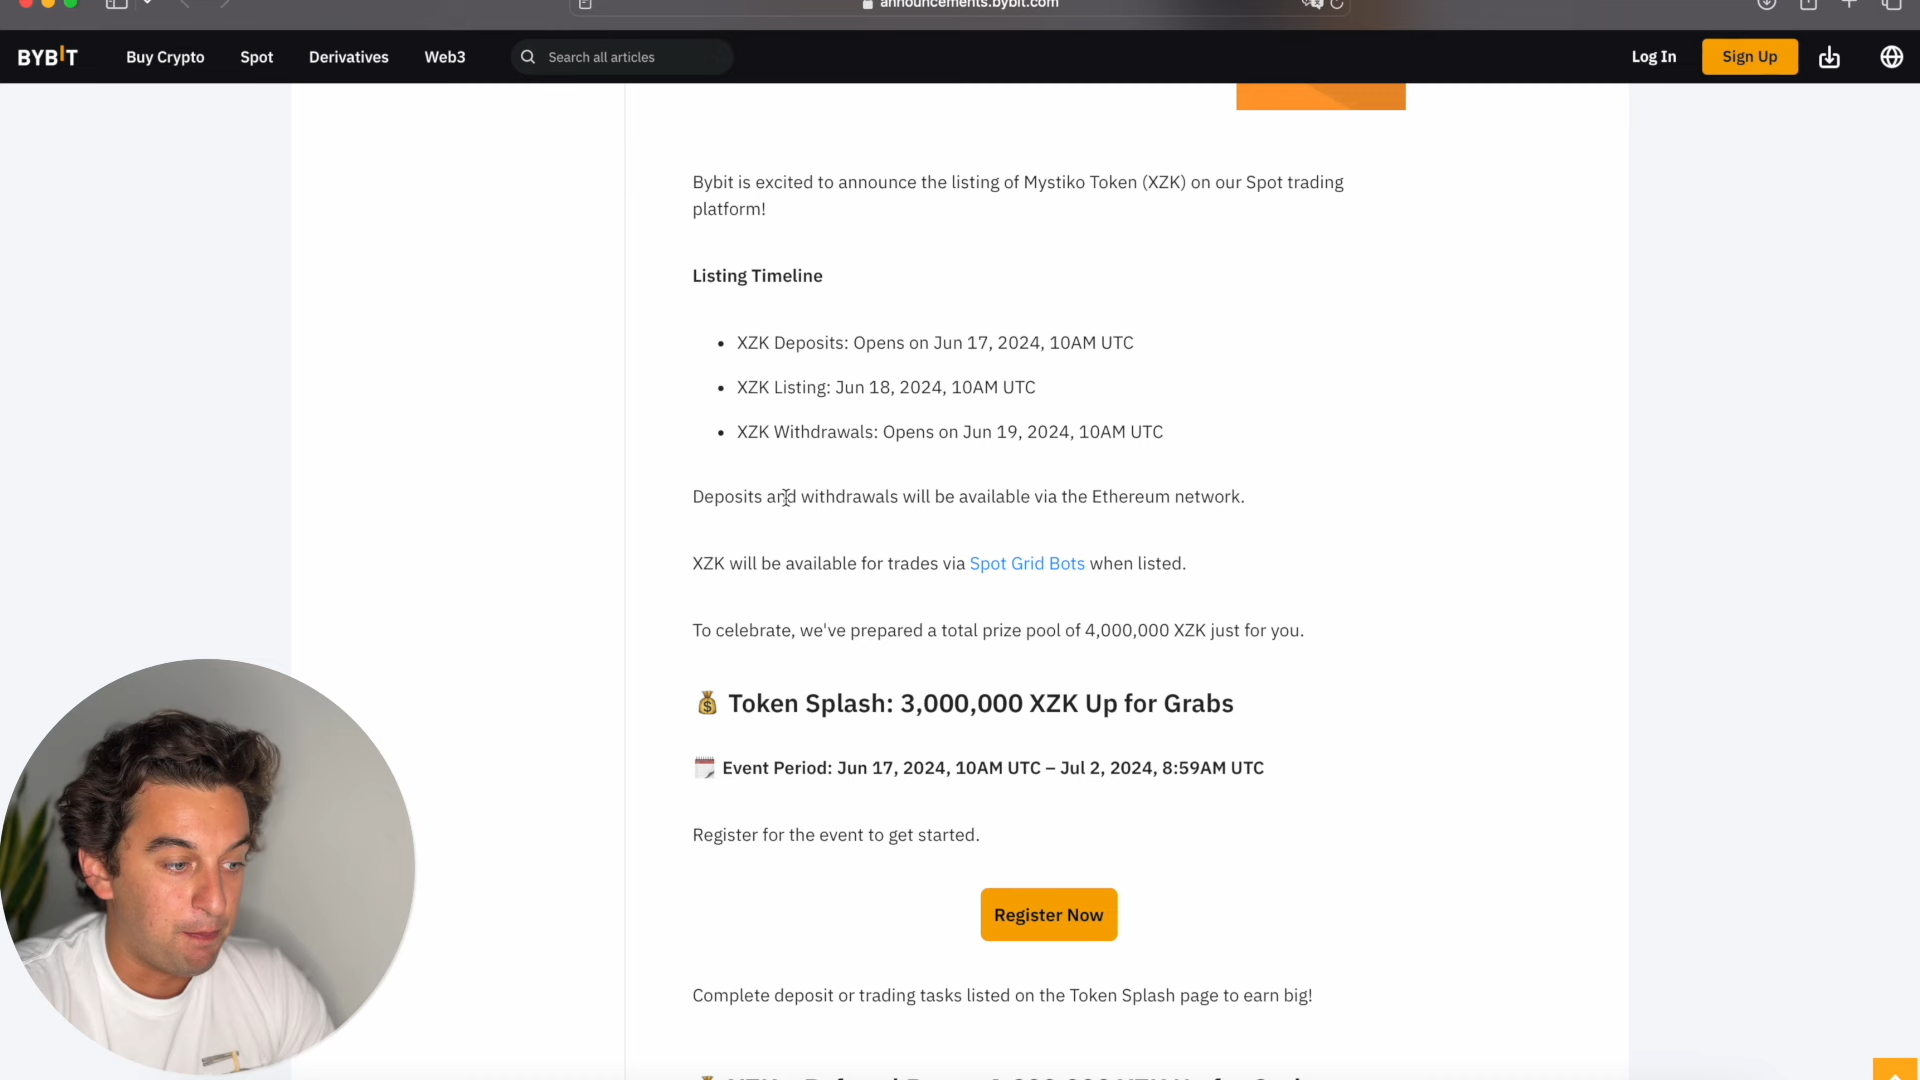 announcements.bybit.com
BYBIT Buy Crypto Spot Derivatives Web3 Search all articles Log In Sign Up
Bybit is excited to announce the listing of Mystiko Token (XZK) on our Spot trading
platform!
Listing Timeline
• XZK Deposits: Opens on Jun 17, 2024, 10AM UTC
• XZK Listing: Jun 18, 2024, 10AM UTC
• XZK Withdrawals: Opens on Jun 19, 2024, 10AM UTC
Deposits and withdrawals will be available via the Ethereum network.
XZK will be available for trades via Spot Grid Bots when listed.
To celebrate, we've prepared a total prize pool of 4,000,000 XZK just for you.
💰 Token Splash: 3,000,000 XZK Up for Grabs
Event Period: Jun 17, 2024, 10AM UTC – Jul 2, 2024, 8:59AM UTC
Register for the event to get started.
Register Now
Complete deposit or trading tasks listed on the Token Splash page to earn big!